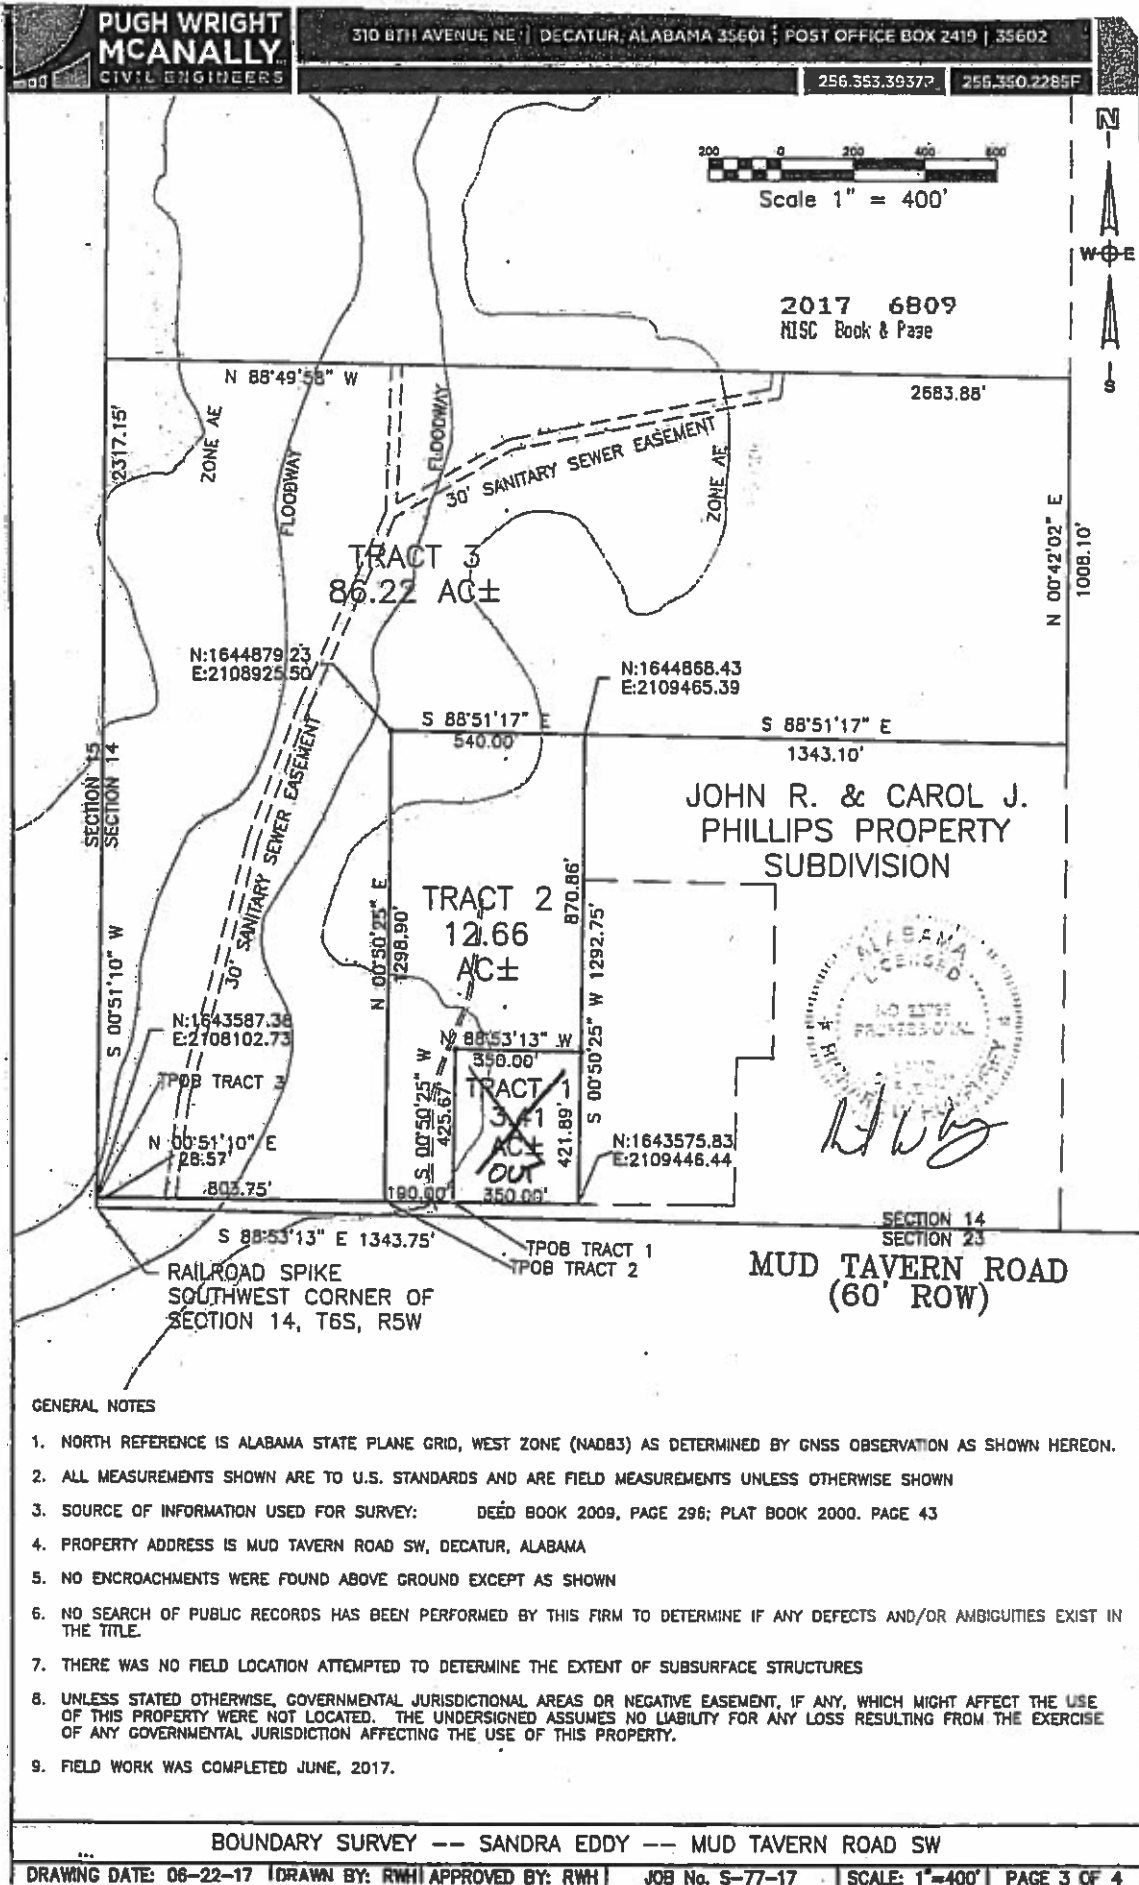 PUGH WRIGHT
MCANALLY
CIVIL ENGINEERS
310 8TH AVENUE NE | DECATUR, ALABAMA 35601 | POST OFFICE BOX 2419 | 35602
256.353.3937P 256.350.2285F
N
W E
S
200 0 200 400 600
Scale 1" = 400'
2017 6809
MISC Book & Page
N 88°49'58" W
2683.88'
2317.15'
ZONE AE
FLOODWAY
FLOODWAY
30' SANITARY SEWER EASEMENT
ZONE AE
N 00°42'02" E
1008.10'
TRACT 3
86.22 AC±
N:1644879.23
E:2108925.50
N:1644868.43
E:2109465.39
S 88°51'17" E
540.00'
S 88°51'17" E
1343.10'
SECTION 15
SECTION 14
30' SANITARY SEWER EASEMENT
JOHN R. & CAROL J.
PHILLIPS PROPERTY
SUBDIVISION
TRACT 2
12.66
AC±
N 00°50'25" E
1298.90'
870.86'
S 00°50'25" W 1292.75'
S 00°51'10" W
ALABAMA
LICENSED
PROFESSIONAL
N:1643587.38
E:2108102.73
TPOB TRACT 3
N 88°53'13" W
350.00'
TRACT 1
3.41
AC±
OUT
S 00°50'25" W
425.67'
421.89'
N 00°51'10" E
28.57'
N:1643575.83
E:2109446.44
803.75'
190.00'
350.00'
S 88°53'13" E 1343.75'
TPOB TRACT 1
TPOB TRACT 2
SECTION 14
SECTION 23
MUD TAVERN ROAD
(60' ROW)
RAILROAD SPIKE
SOUTHWEST CORNER OF
SECTION 14, T6S, R5W
GENERAL NOTES
1. NORTH REFERENCE IS ALABAMA STATE PLANE GRID, WEST ZONE (NAD83) AS DETERMINED BY GNSS OBSERVATION AS SHOWN HEREON.
2. ALL MEASUREMENTS SHOWN ARE TO U.S. STANDARDS AND ARE FIELD MEASUREMENTS UNLESS OTHERWISE SHOWN
3. SOURCE OF INFORMATION USED FOR SURVEY: DEED BOOK 2009, PAGE 296; PLAT BOOK 2000. PAGE 43
4. PROPERTY ADDRESS IS MUD TAVERN ROAD SW, DECATUR, ALABAMA
5. NO ENCROACHMENTS WERE FOUND ABOVE GROUND EXCEPT AS SHOWN
6. NO SEARCH OF PUBLIC RECORDS HAS BEEN PERFORMED BY THIS FIRM TO DETERMINE IF ANY DEFECTS AND/OR AMBIGUITIES EXIST IN
THE TITLE.
7. THERE WAS NO FIELD LOCATION ATTEMPTED TO DETERMINE THE EXTENT OF SUBSURFACE STRUCTURES
8. UNLESS STATED OTHERWISE, GOVERNMENTAL JURISDICTIONAL AREAS OR NEGATIVE EASEMENT, IF ANY, WHICH MIGHT AFFECT THE USE
OF THIS PROPERTY WERE NOT LOCATED. THE UNDERSIGNED ASSUMES NO LIABILITY FOR ANY LOSS RESULTING FROM THE EXERCISE
OF ANY GOVERNMENTAL JURISDICTION AFFECTING THE USE OF THIS PROPERTY.
9. FIELD WORK WAS COMPLETED JUNE, 2017.
BOUNDARY SURVEY -- SANDRA EDDY -- MUD TAVERN ROAD SW
DRAWING DATE: 06-22-17 DRAWN BY: RWH APPROVED BY: RWH JOB No. S-77-17 SCALE: 1"=400' PAGE 3 OF 4